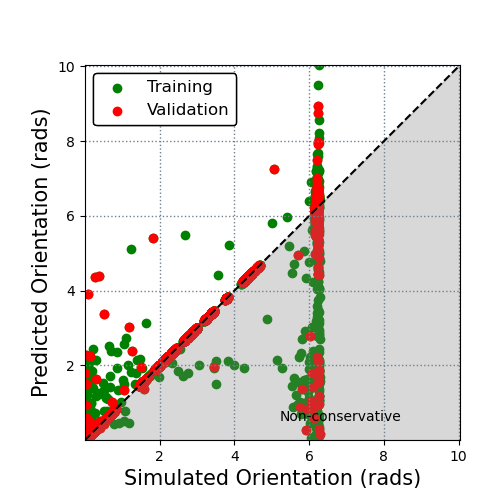 10
8
6
4
2
2
4
6
8
10
Training
Validation
Non-conservative
Predicted Orientation (rads)
Simulated Orientation (rads)